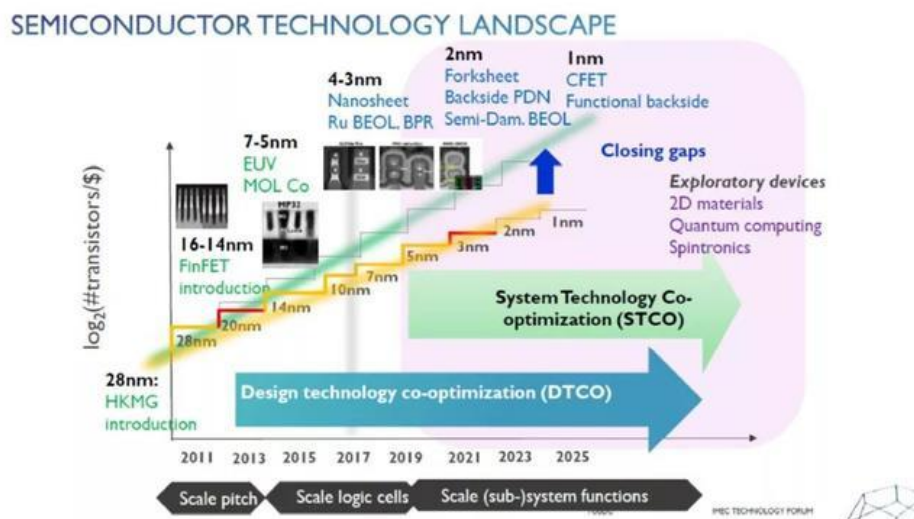 SEMICONDUCTOR TECHNOLOGY LANDSCAPE
2nm
Forksheet
Backside PDN
Semi-Dam. BEOL
1nm
CFET
Functional backside
4-3nm
Nanosheet
Ru BEOL, BPR
7-5nm
EUV
MOL Co
MP32
16-14nm
FinFET
introduction
Closing gaps
Exploratory devices
2D materials
Quantum computing
Spintronics
log2(#transistors/$)
28nm
20nm
14nm
10nm
7nm
5nm
3nm
2nm
1nm
28nm:
HKMG
introduction
System Technology Co-
optimization (STCO)
Design technology co-optimization (DTCO)
2011 2013 2015 2017 2019 2021 2023 2025
Scale pitch
Scale logic cells
Scale (sub-)system functions
IMEC TECHNOLOGY FORUM